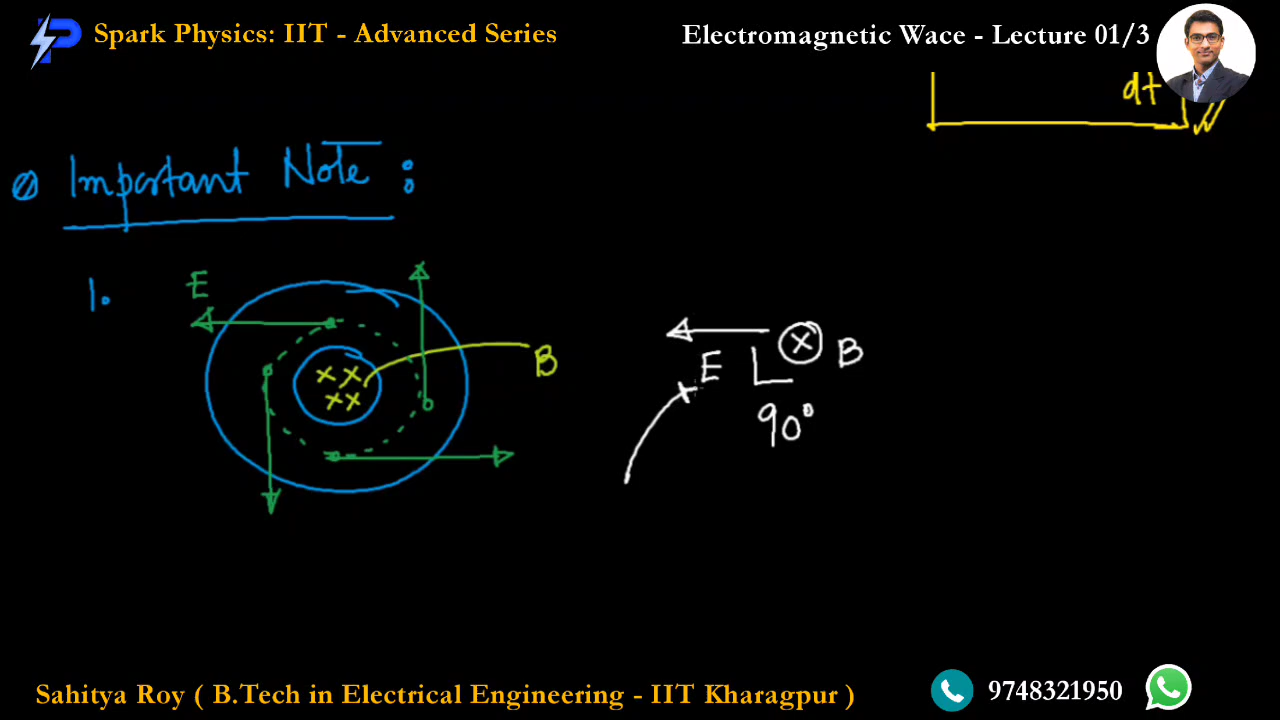 Spark Physics: IIT - Advanced Series
Electromagnetic Wace - Lecture 01/3
dt
Important Note :
1.
E
B
E
B
90°
Sahitya Roy ( B.Tech in Electrical Engineering - IIT Kharagpur )
9748321950